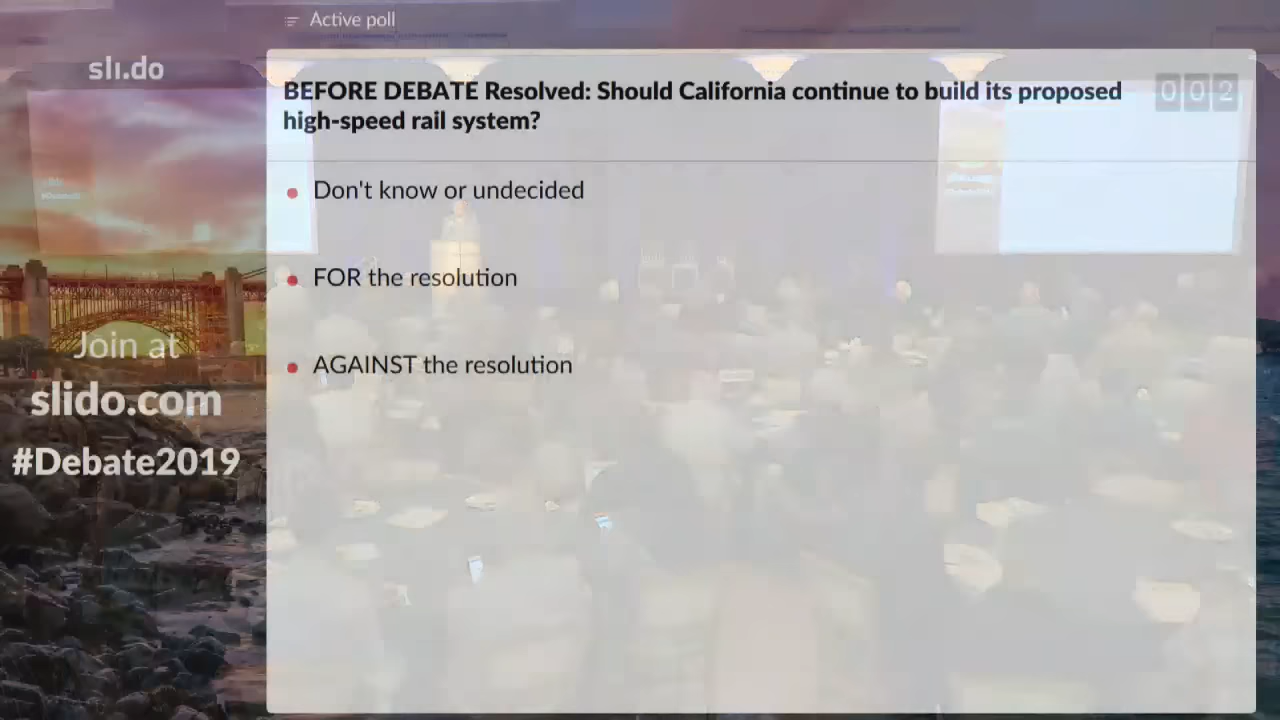 Active poll
sli.do
BEFORE DEBATE Resolved: Should California continue to build its proposed
high-speed rail system?
002
Don't know or undecided
FOR the resolution
AGAINST the resolution
Join at
slido.com
#Debate2019